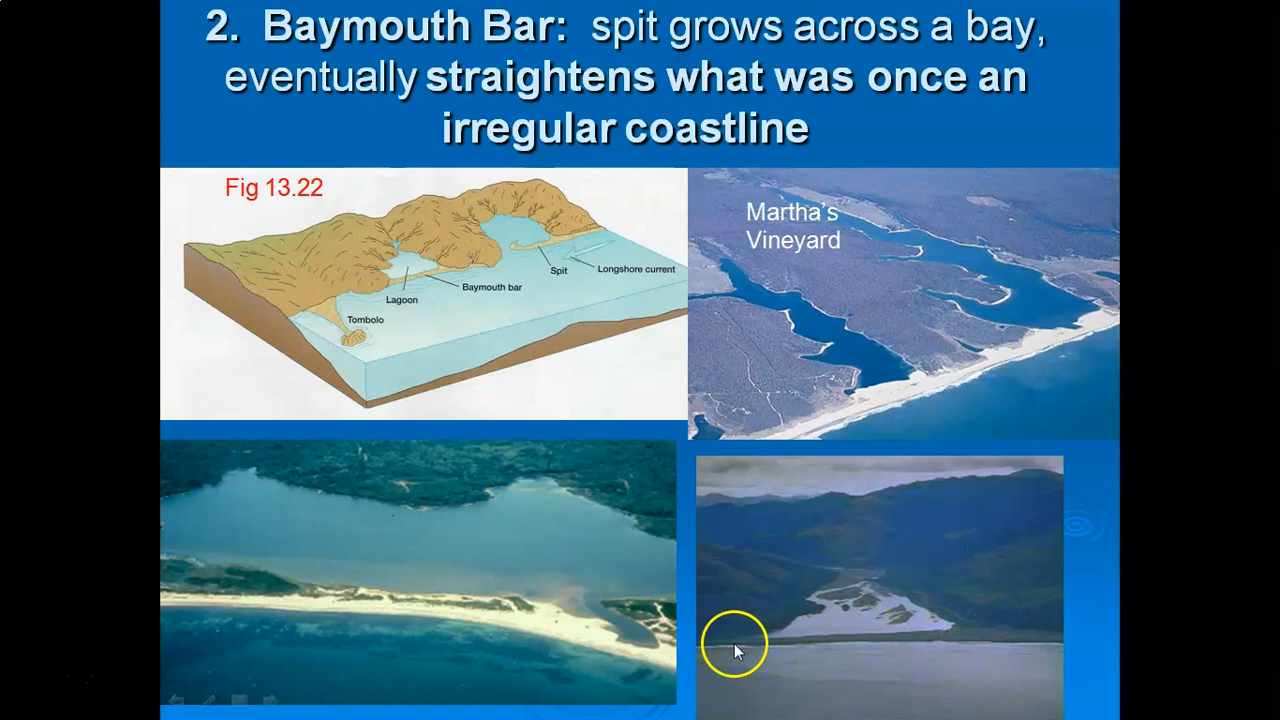 2. Baymouth Bar: spit grows across a bay,
eventually straightens what was once an
irregular coastline
Fig 13.22
Martha's
Vineyard
Spit
Longshore current
Baymouth bar
Lagoon
Tombolo